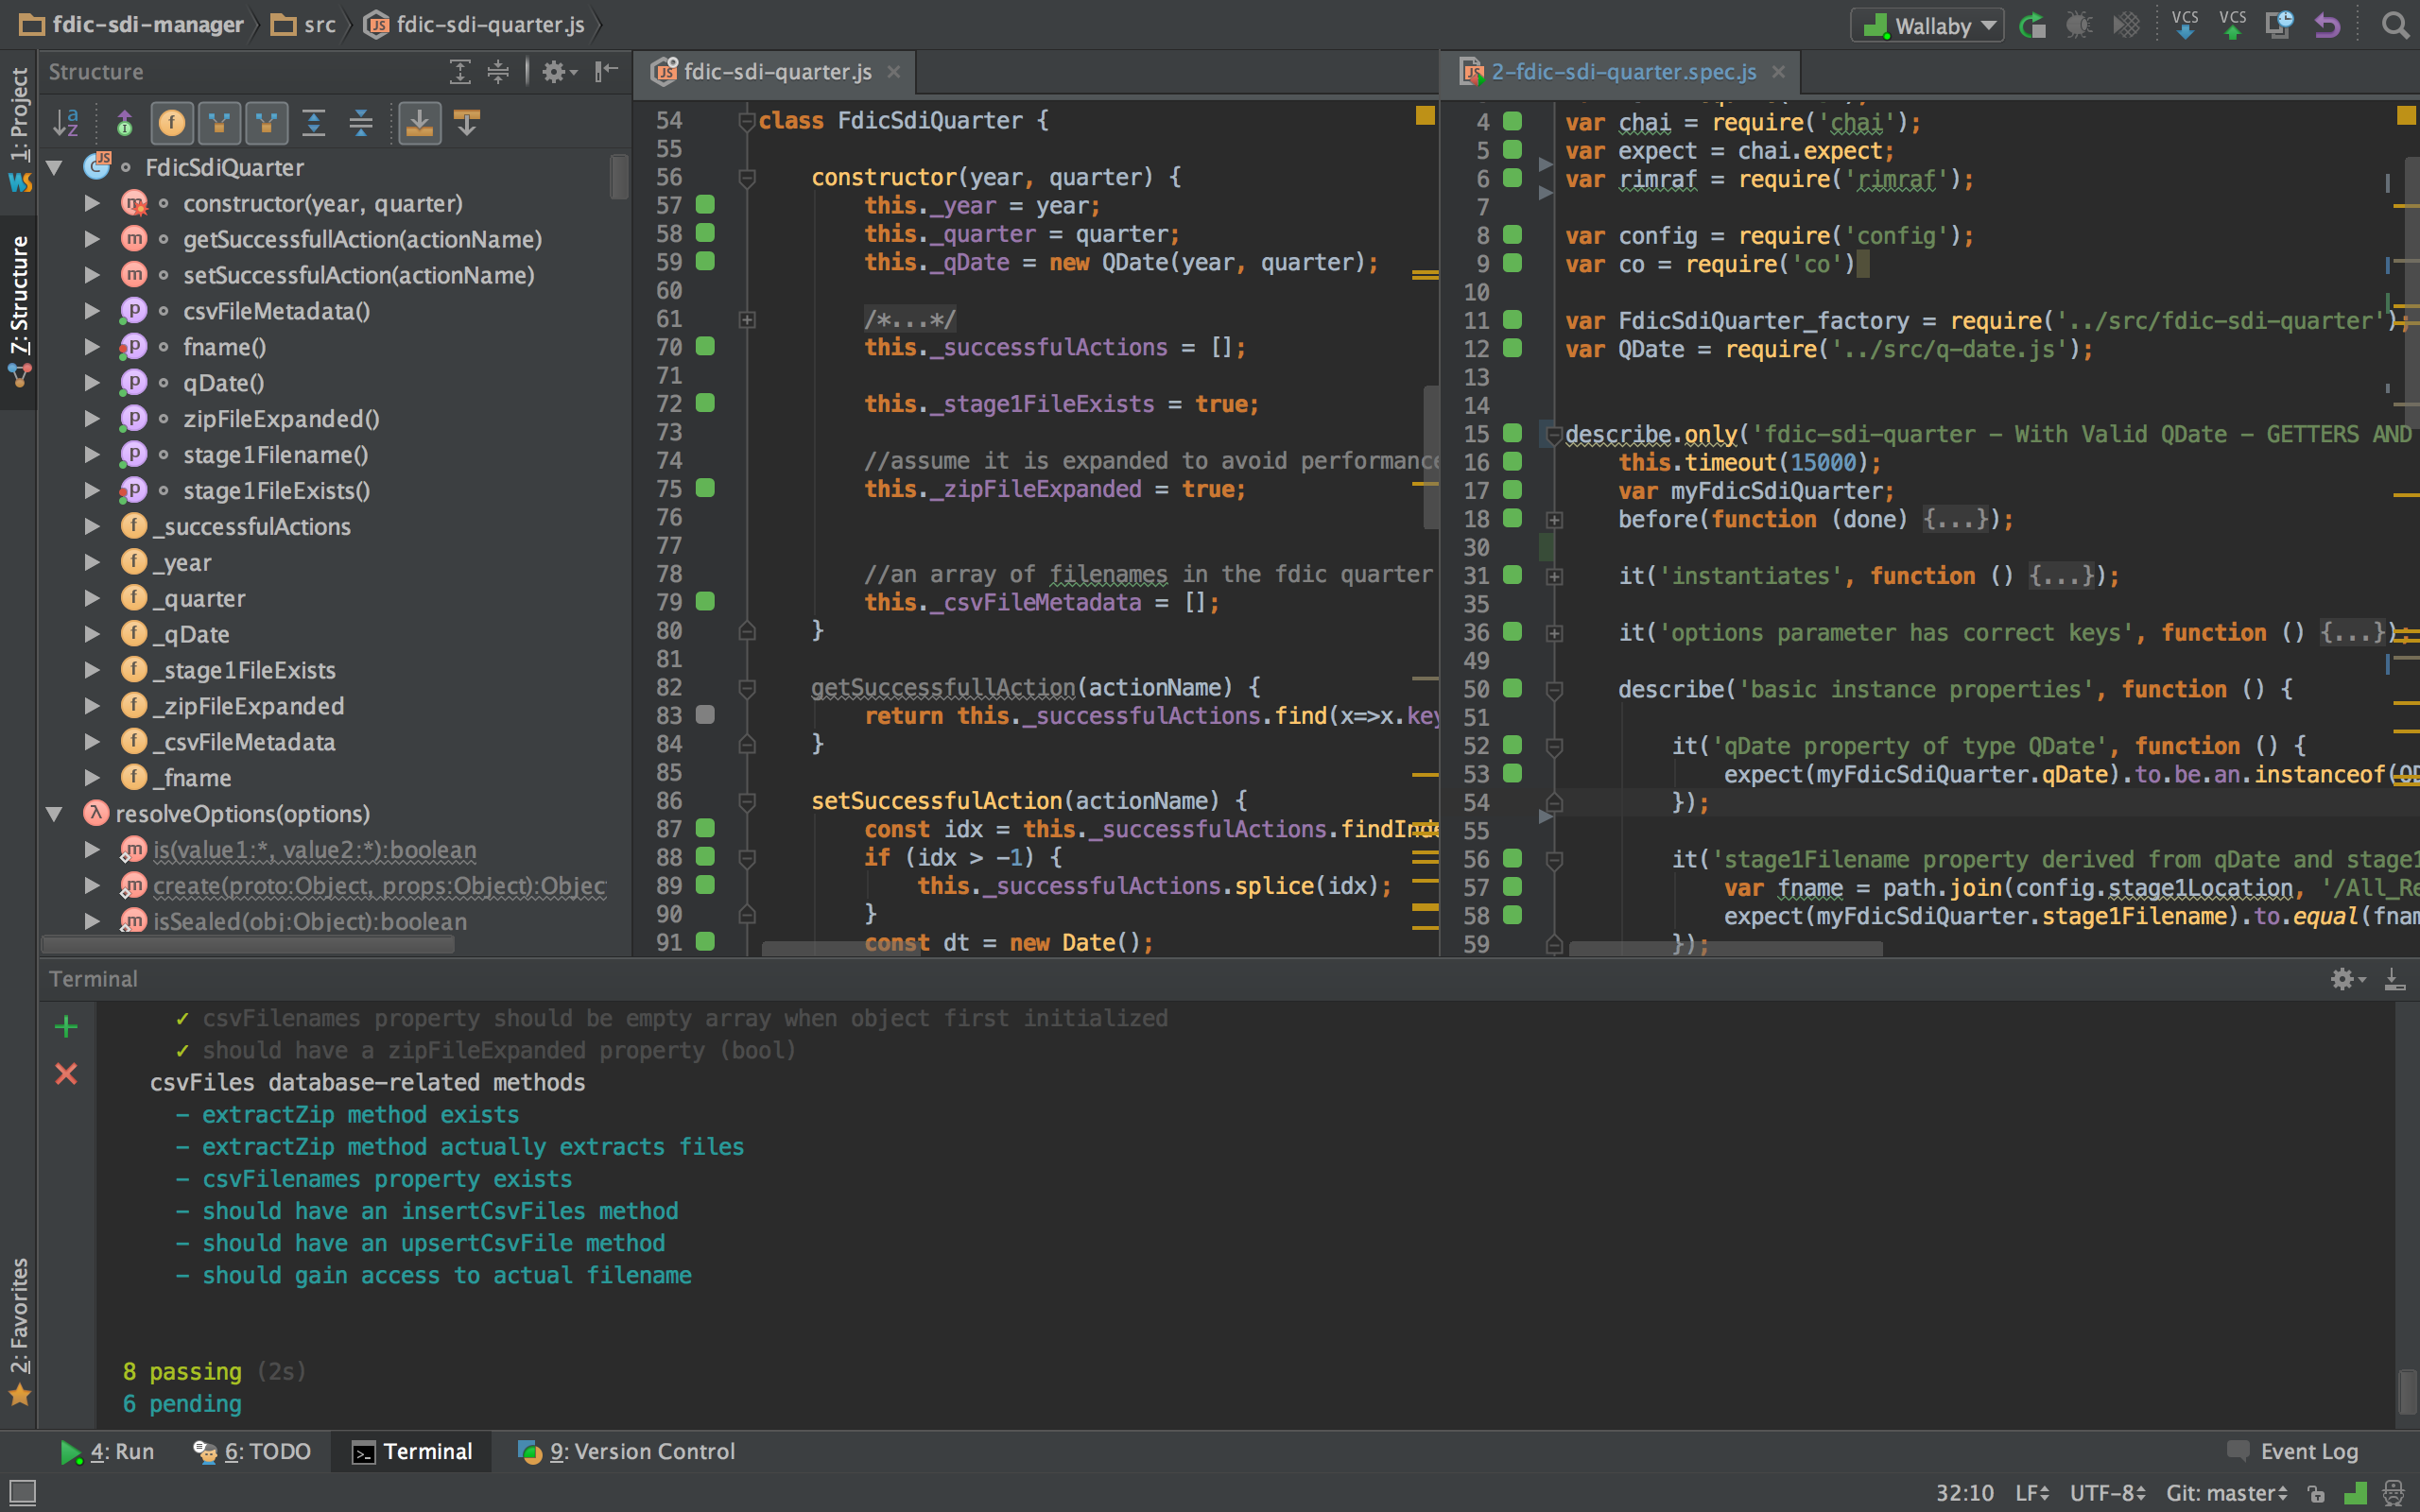 fdic-sdi-manager src fdic-sdi-quarter.js
Wallaby VCS VCS
1: Project
Z: Structure
2: Favorites
Structure
FdicSdiQuarter
constructor(year, quarter)
getSuccessfullAction(actionName)
setSuccessfulAction(actionName)
csvFileMetadata()
fname()
qDate()
zipFileExpanded()
stage1Filename()
stage1FileExists()
_successfulActions
_year
_quarter
_qDate
_stage1FileExists
_zipFileExpanded
_csvFileMetadata
_fname
resolveOptions(options)
is(value1:*, value2:*):boolean
create(proto:Object, props:Object):Objec
isSealed(obj:Object):boolean
fdic-sdi-quarter.js
54 class FdicSdiQuarter {
55
56 constructor(year, quarter) {
57 this._year = year;
58 this._quarter = quarter;
59 this._qDate = new QDate(year, quarter);
60
61 /*...*/
70 this._successfulActions = [];
71
72 this._stage1FileExists = true;
73
74 //assume it is expanded to avoid performance
75 this._zipFileExpanded = true;
76
77
78 //an array of filenames in the fdic quarter
79 this._csvFileMetadata = [];
80 }
81
82 getSuccessfullAction(actionName) {
83 return this._successfulActions.find(x=>x.key
84 }
85
86 setSuccessfulAction(actionName) {
87 const idx = this._successfulActions.findInde
88 if (idx > -1) {
89 this._successfulActions.splice(idx);
90 }
91 const dt = new Date();
2-fdic-sdi-quarter.spec.js
4 var chai = require('chai');
5 var expect = chai.expect;
6 var rimraf = require('rimraf');
7
8 var config = require('config');
9 var co = require('co')
10
11 var FdicSdiQuarter_factory = require('../src/fdic-sdi-quarter');
12 var QDate = require('../src/q-date.js');
13
14
15 describe.only('fdic-sdi-quarter - With Valid QDate - GETTERS AND
16 this.timeout(15000);
17 var myFdicSdiQuarter;
18 before(function (done) {...});
30
31 it('instantiates', function () {...});
35
36 it('options parameter has correct keys', function () {...});
49
50 describe('basic instance properties', function () {
51
52 it('qDate property of type QDate', function () {
53 expect(myFdicSdiQuarter.qDate).to.be.an.instanceof(QD
54 });
55
56 it('stage1Filename property derived from qDate and stage1
57 var fname = path.join(config.stage1Location, '/All_Re
58 expect(myFdicSdiQuarter.stage1Filename).to.equal(fnam
59 });
Terminal
✓ csvFilenames property should be empty array when object first initialized
✓ should have a zipFileExpanded property (bool)
csvFiles database-related methods
- extractZip method exists
- extractZip method actually extracts files
- csvFilenames property exists
- should have an insertCsvFiles method
- should have an upsertCsvFile method
- should gain access to actual filename
8 passing (2s)
6 pending
4: Run 6: TODO Terminal 9: Version Control Event Log
32:10 LF UTF-8 Git: master